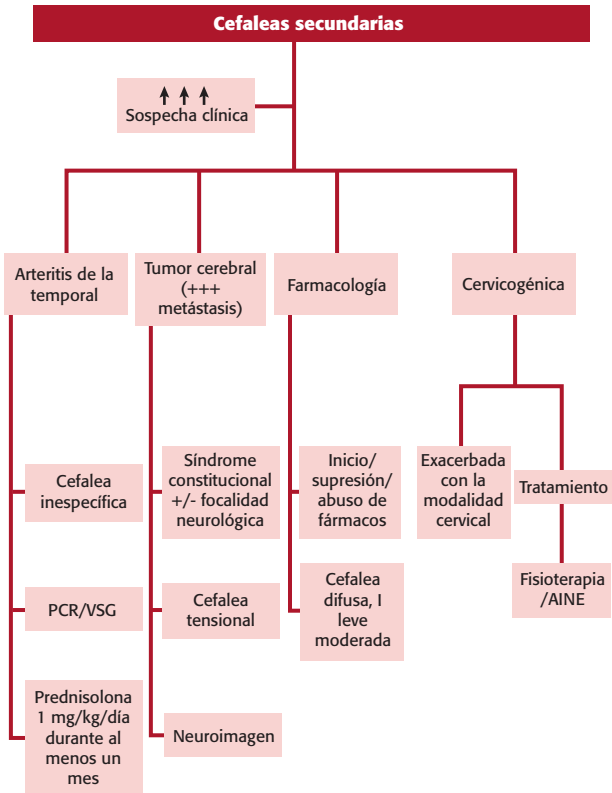 Cefaleas secundarias
↑ ↑ ↑
Sospecha clínica
Arteritis de la
temporal
Tumor cerebral
(+++
metástasis)
Farmacología
Cervicogénica
Cefalea
inespecífica
PCR/VSG
Prednisolona
1 mg/kg/día
durante al
menos un
mes
Síndrome
constitucional
+/- focalidad
neurológica
Cefalea
tensional
Neuroimagen
Inicio/
supresión/
abuso de
fármacos
Cefalea
difusa, I
leve
moderada
Exacerbada
con la
modalidad
cervical
Tratamiento
Fisioterapia
/AINE